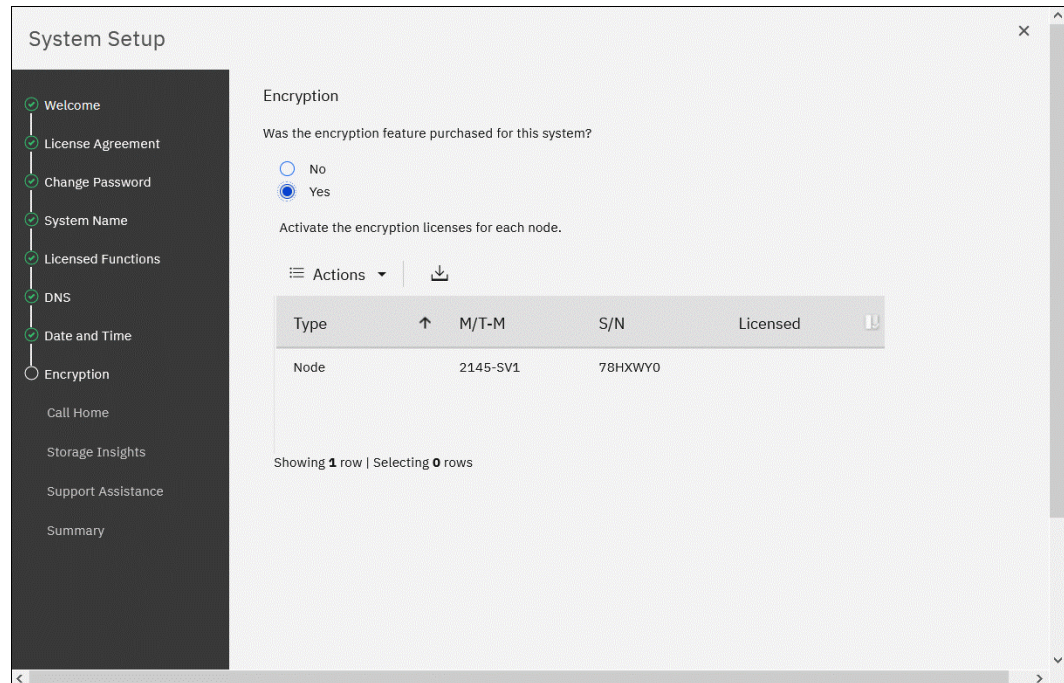 System Setup
Welcome
License Agreement
Change Password
System Name
Licensed Functions
DNS
Date and Time
Encryption
Call Home
Storage Insights
Support Assistance
Summary
Encryption
Was the encryption feature purchased for this system?
No
Yes
Activate the encryption licenses for each node.
Actions
Type M/T-M S/N Licensed
Node 2145-SV1 78HXWY0
Showing 1 row | Selecting 0 rows